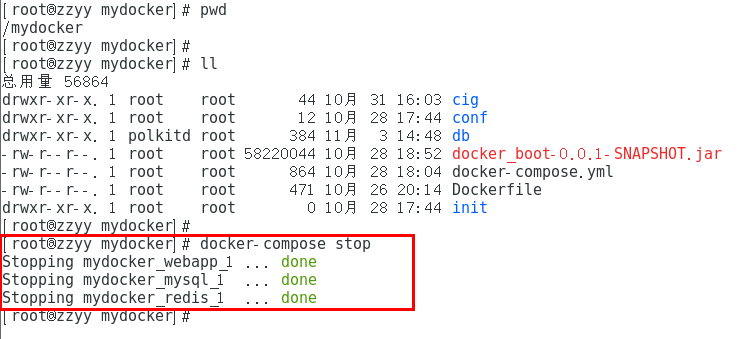 [root@zzyy mydocker]# pwd
/mydocker
[root@zzyy mydocker]#
[root@zzyy mydocker]# ll
总用量 56864
drwxr-xr-x. 1 root    root          44 10月 31 16:03 cig
drwxr-xr-x. 1 root    root          12 10月 28 17:44 conf
drwxr-xr-x. 1 polkitd root         384 11月  3 14:48 db
-rw-r--r--. 1 root    root    58220044 10月 28 18:52 docker_boot-0.0.1-SNAPSHOT.jar
-rw-r--r--. 1 root    root         864 10月 28 18:04 docker-compose.yml
-rw-r--r--. 1 root    root         471 10月 26 20:14 Dockerfile
drwxr-xr-x. 1 root    root           0 10月 28 17:44 init
[root@zzyy mydocker]#
[root@zzyy mydocker]# docker-compose stop
Stopping mydocker_webapp_1 ... done
Stopping mydocker_mysql_1  ... done
Stopping mydocker_redis_1  ... done
[root@zzyy mydocker]#